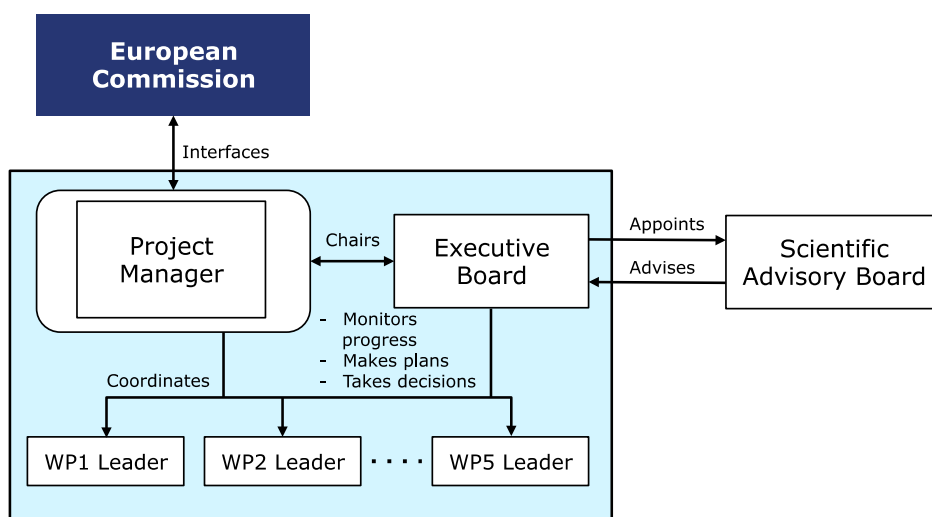 European
Commission
Interfaces
Project
Manager
Chairs
Executive
Board
Appoints
Advises
Scientific
Advisory Board
- Monitors
progress
- Makes plans
- Takes decisions
Coordinates
WP1 Leader
WP2 Leader
. . . .
WP5 Leader